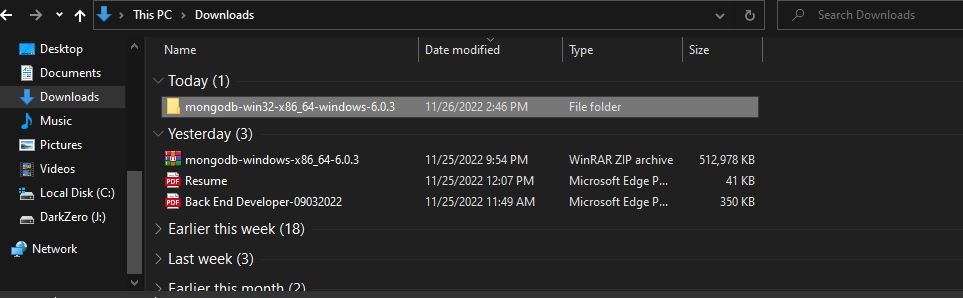 This PC > Downloads
Search Downloads
Desktop
Documents
Downloads
Music
Pictures
Videos
Local Disk (C:)
DarkZero (J:)
Network
Name Date modified Type Size
Today (1)
mongodb-win32-x86_64-windows-6.0.3 11/26/2022 2:46 PM File folder
Yesterday (3)
mongodb-windows-x86_64-6.0.3 11/25/2022 9:54 PM WinRAR ZIP archive 512,978 KB
PDF Resume 11/25/2022 12:07 PM Microsoft Edge P... 41 KB
PDF Back End Developer-09032022 11/25/2022 11:49 AM Microsoft Edge P... 350 KB
Earlier this week (18)
Last week (3)
Earlier this month (2)